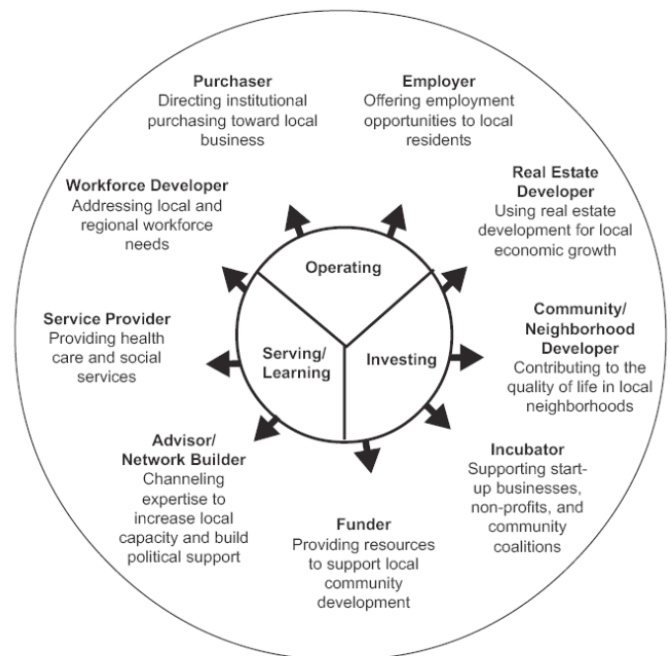 Purchaser
Directing institutional
purchasing toward local
business
Employer
Offering employment
opportunities to local
residents
Real Estate
Developer
Using real estate
development for local
economic growth
Community/
Neighborhood
Developer
Contributing to the
quality of life in local
neighborhoods
Incubator
Supporting start-
up businesses,
non-profits, and
community
coalitions
Funder
Providing resources
to support local
community
development
Advisor/
Network Builder
Channeling
expertise to
increase local
capacity and build
political support
Service Provider
Providing health
care and social
services
Workforce Developer
Addressing local and
regional workforce
needs
Operating
Serving/
Learning
Investing